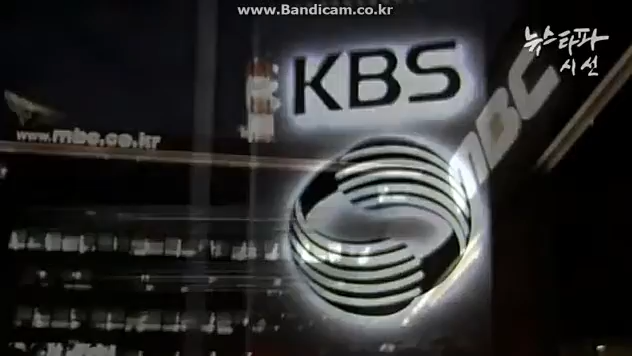 www.Bandicam.co.kr
뉴스타파
시선
KBS
MBC
www.mbc.co.kr